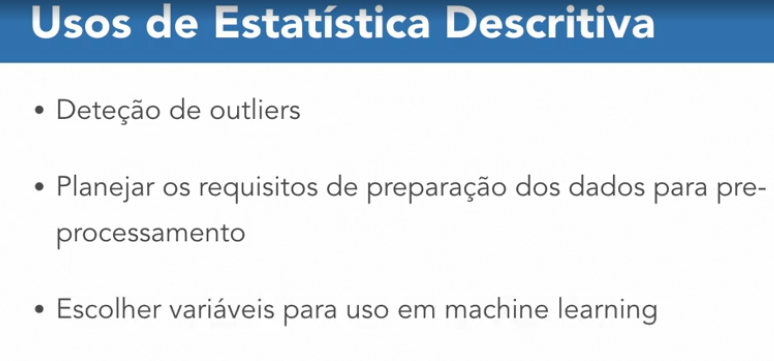 Usos de Estatística Descritiva
• Deteção de outliers
• Planejar os requisitos de preparação dos dados para pre-
processamento
• Escolher variáveis para uso em machine learning